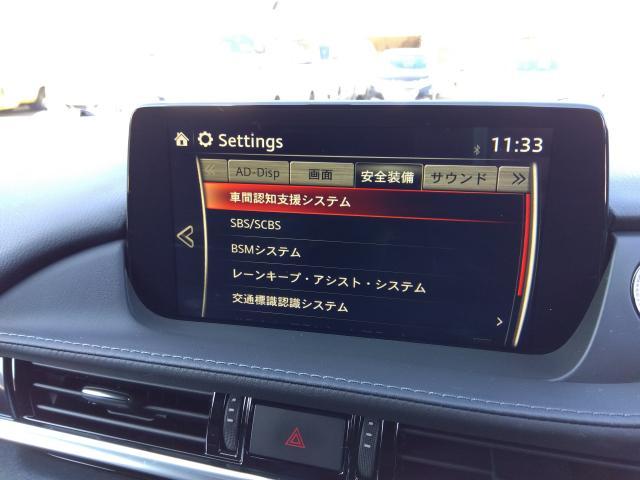 Settings
11:33
AD-Disp 画面 安全装備 サウンド
車間認知支援システム
SBS/SCBS
BSMシステム
レーンキープ・アシスト・システム
交通標識認識システム